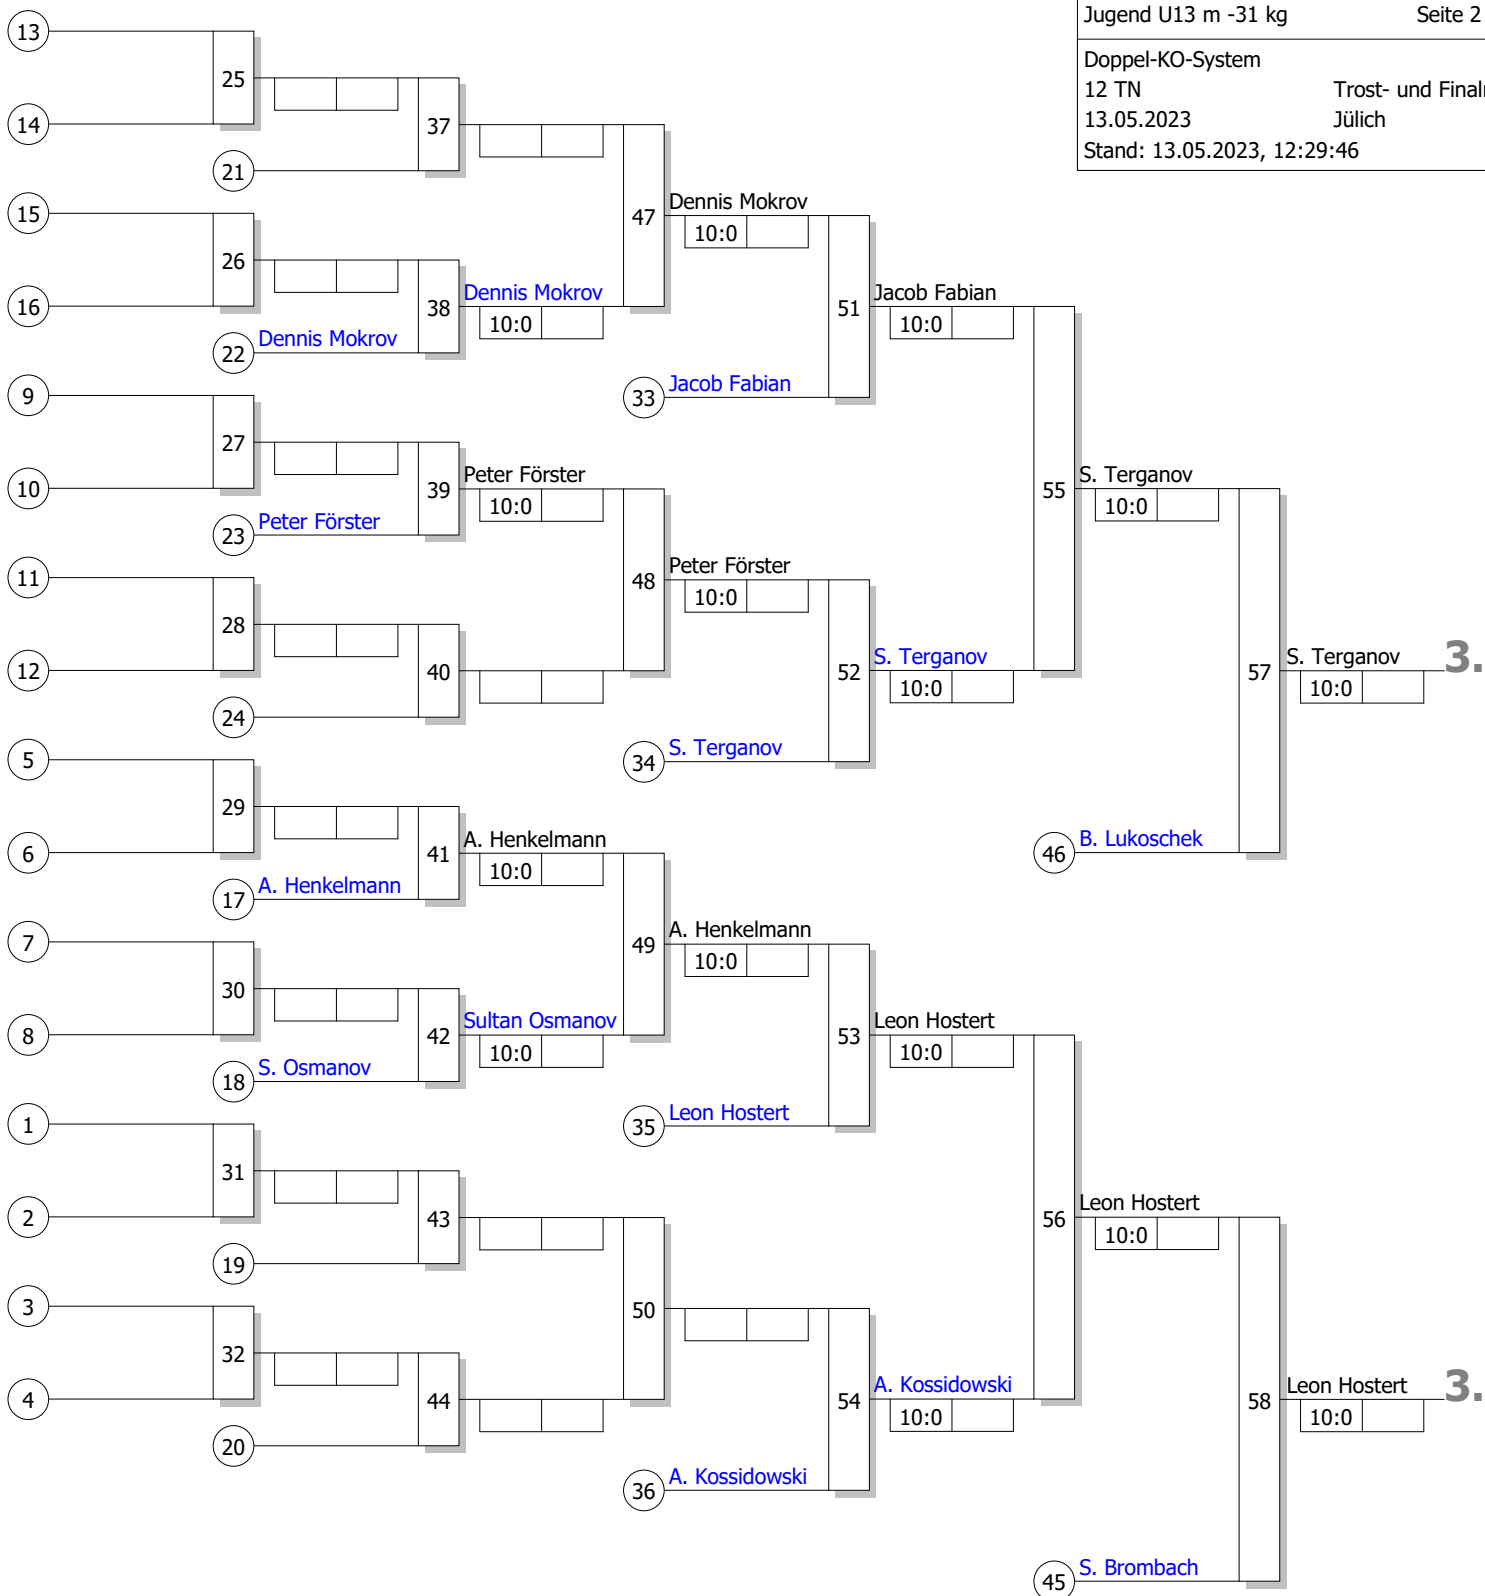 Jugend U13 m -31 kg Seite 2
Doppel-KO-System
12 TN Trost- und Final
13.05.2023 Jülich
Stand: 13.05.2023, 12:29:46
13
25
14
37
21
15
47
Dennis Mokrov
10:0
26
38
Dennis Mokrov
10:0
16
22
Dennis Mokrov
51
Jacob Fabian
10:0
33
Jacob Fabian
9
27
10
39
Peter Förster
10:0
23
Peter Förster
55
S. Terganov
10:0
11
48
Peter Förster
10:0
28
12
40
24
52
S. Terganov
10:0
34
S. Terganov
57
S. Terganov
10:0
3.
5
29
6
41
A. Henkelmann
10:0
17
A. Henkelmann
46
B. Lukoschek
7
49
A. Henkelmann
10:0
30
8
42
Sultan Osmanov
10:0
18
S. Osmanov
53
Leon Hostert
10:0
35
Leon Hostert
1
31
2
43
19
56
Leon Hostert
10:0
3
50
32
4
44
20
54
A. Kossidowski
10:0
36
A. Kossidowski
58
Leon Hostert
10:0
3.
45
S. Brombach